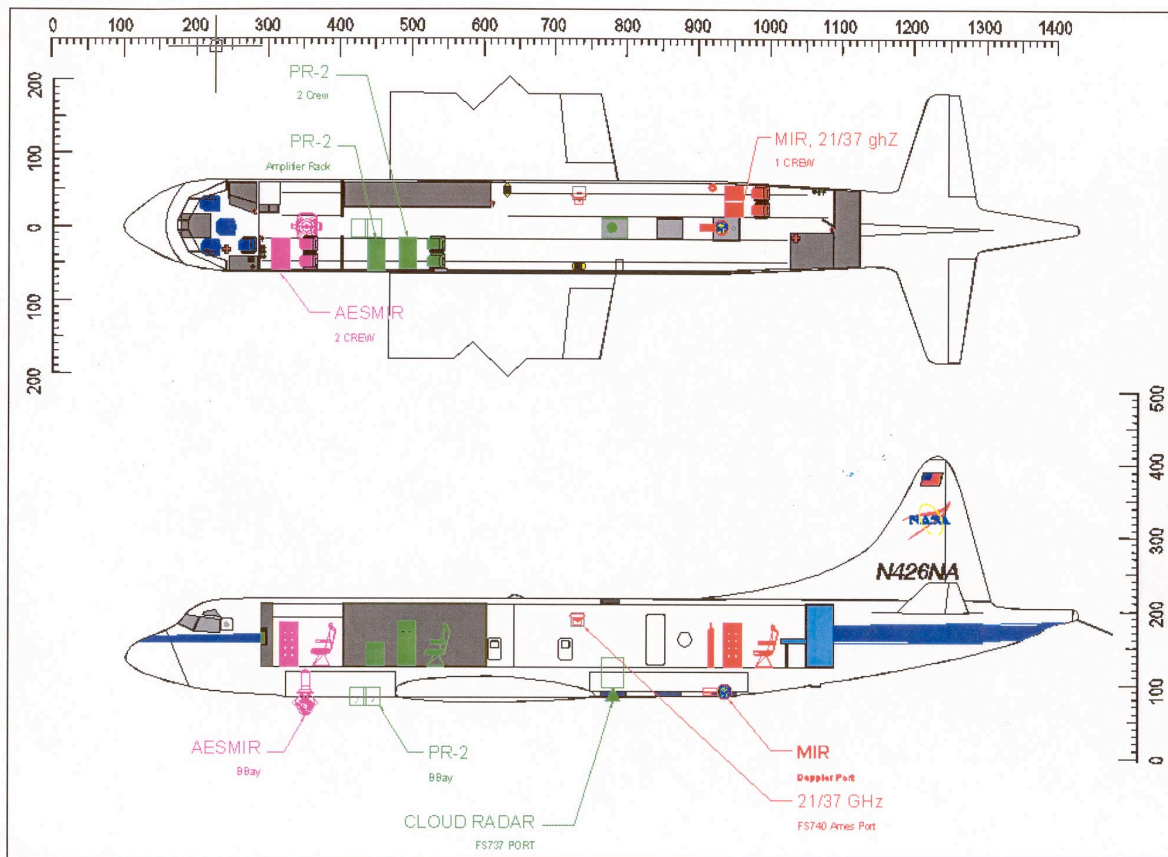 0 100 200 300 400 500 600 700 800 900 1000 1100 1200 1300 1400
200
100
0
100
200
PR-2
2 Crew
PR-2
Amplifier Rack
MIR, 21/37 ghZ
1 CREW
AESMIR
2 CREW
500
400
300
200
100
0
NASA
N426NA
AESMIR
BBay
PR-2
BBay
CLOUD RADAR
FS737 PORT
MIR
Doppler Port
21/37 GHz
FS740 Ames Port